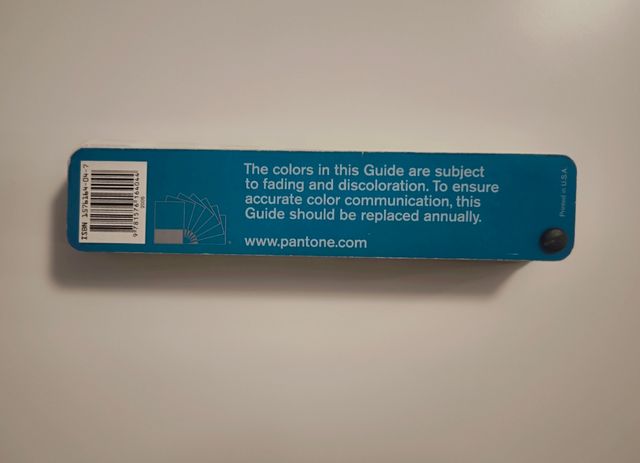 The colors in this Guide are subject
to fading and discoloration. To ensure
accurate color communication, this
Guide should be replaced annually.
www.pantone.com
Printed in U.S.A.
2005